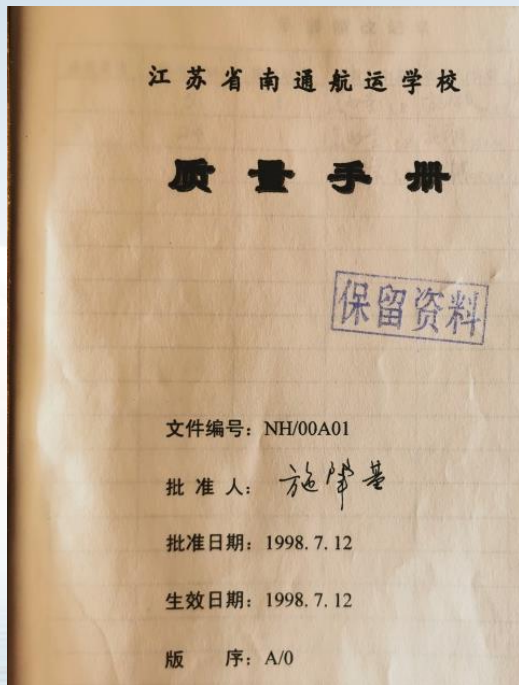 江苏省南通航运学校
质量手册
保留资料
文件编号：NH/00A01
批 准 人：施
批准日期：1998.7.12
生效日期：1998.7.12
版 序：A/0